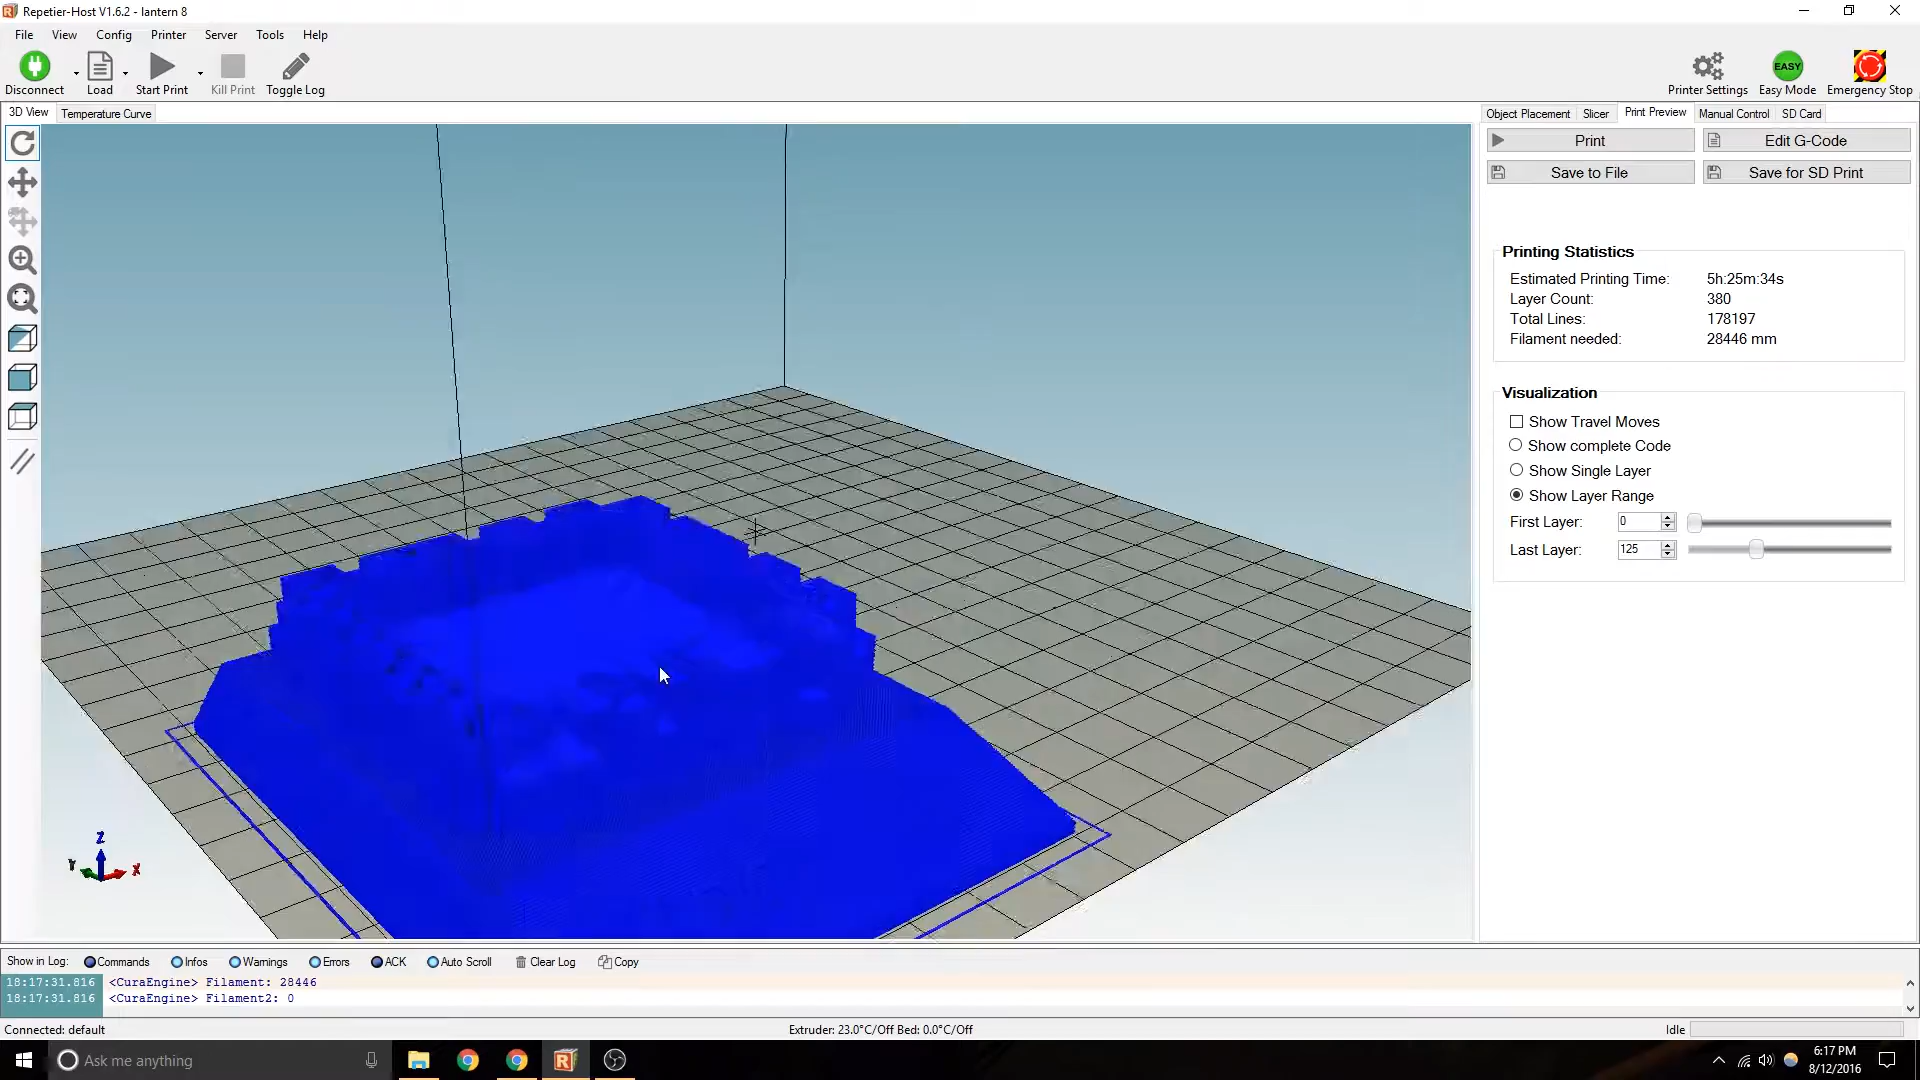 Repetier-Host V1.6.2 - lantern 8
File View Config Printer Server Tools Help
Disconnect Load Start Print Kill Print Toggle Log Printer Settings EASY Easy Mode Emergency Stop
3D View Temperature Curve Object Placement Slicer Print Preview Manual Control SD Card
Print Edit G-Code
Save to File Save for SD Print
Printing Statistics
Estimated Printing Time: 5h:25m:34s
Layer Count: 380
Total Lines: 178197
Filament needed: 28446 mm
Visualization
Show Travel Moves
Show complete Code
Show Single Layer
Show Layer Range
First Layer: 0
Last Layer: 125
Z
Y X
Show in Log: Commands Infos Warnings Errors ACK Auto Scroll Clear Log Copy
18:17:31.816 <CuraEngine> Filament: 28446
18:17:31.816 <CuraEngine> Filament2: 0
Connected: default Extruder: 23.0°C/Off Bed: 0.0°C/Off Idle
Ask me anything
6:17 PM
8/12/2016